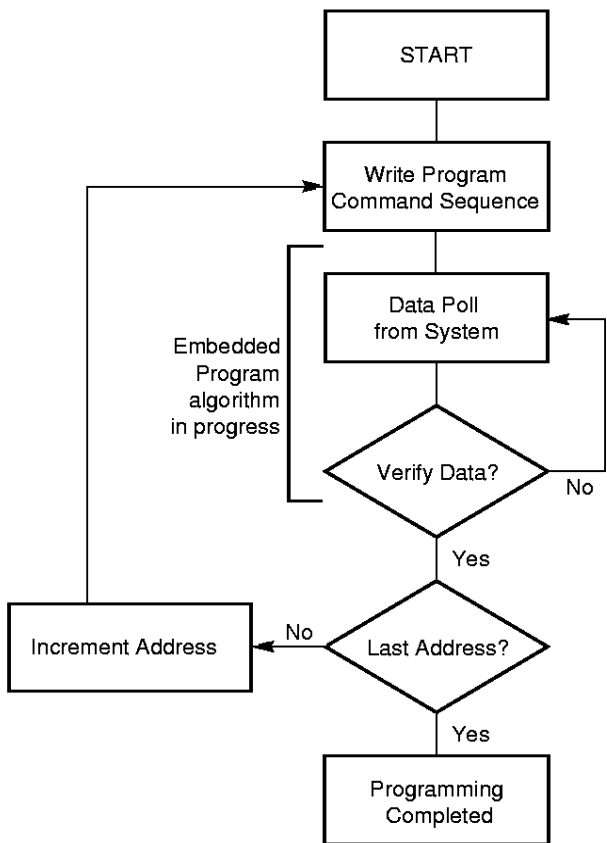 START
Write Program
Command Sequence
Data Poll
from System
Embedded
Program
algorithm
in progress
Verify Data?
No
Yes
Increment Address
No
Last Address?
Yes
Programming
Completed